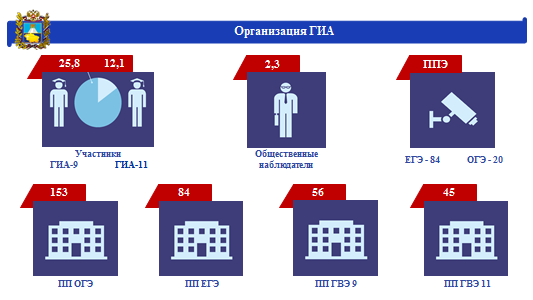 Организация ГИА
25,8 12,1
2,3
ППЭ
Участники
ГИА-9 ГИА-11
Общественные
наблюдатели
ЕГЭ - 84 ОГЭ - 20
153
84
56
45
ПП ОГЭ
ПП ЕГЭ
ПП ГВЭ 9
ПП ГВЭ 11